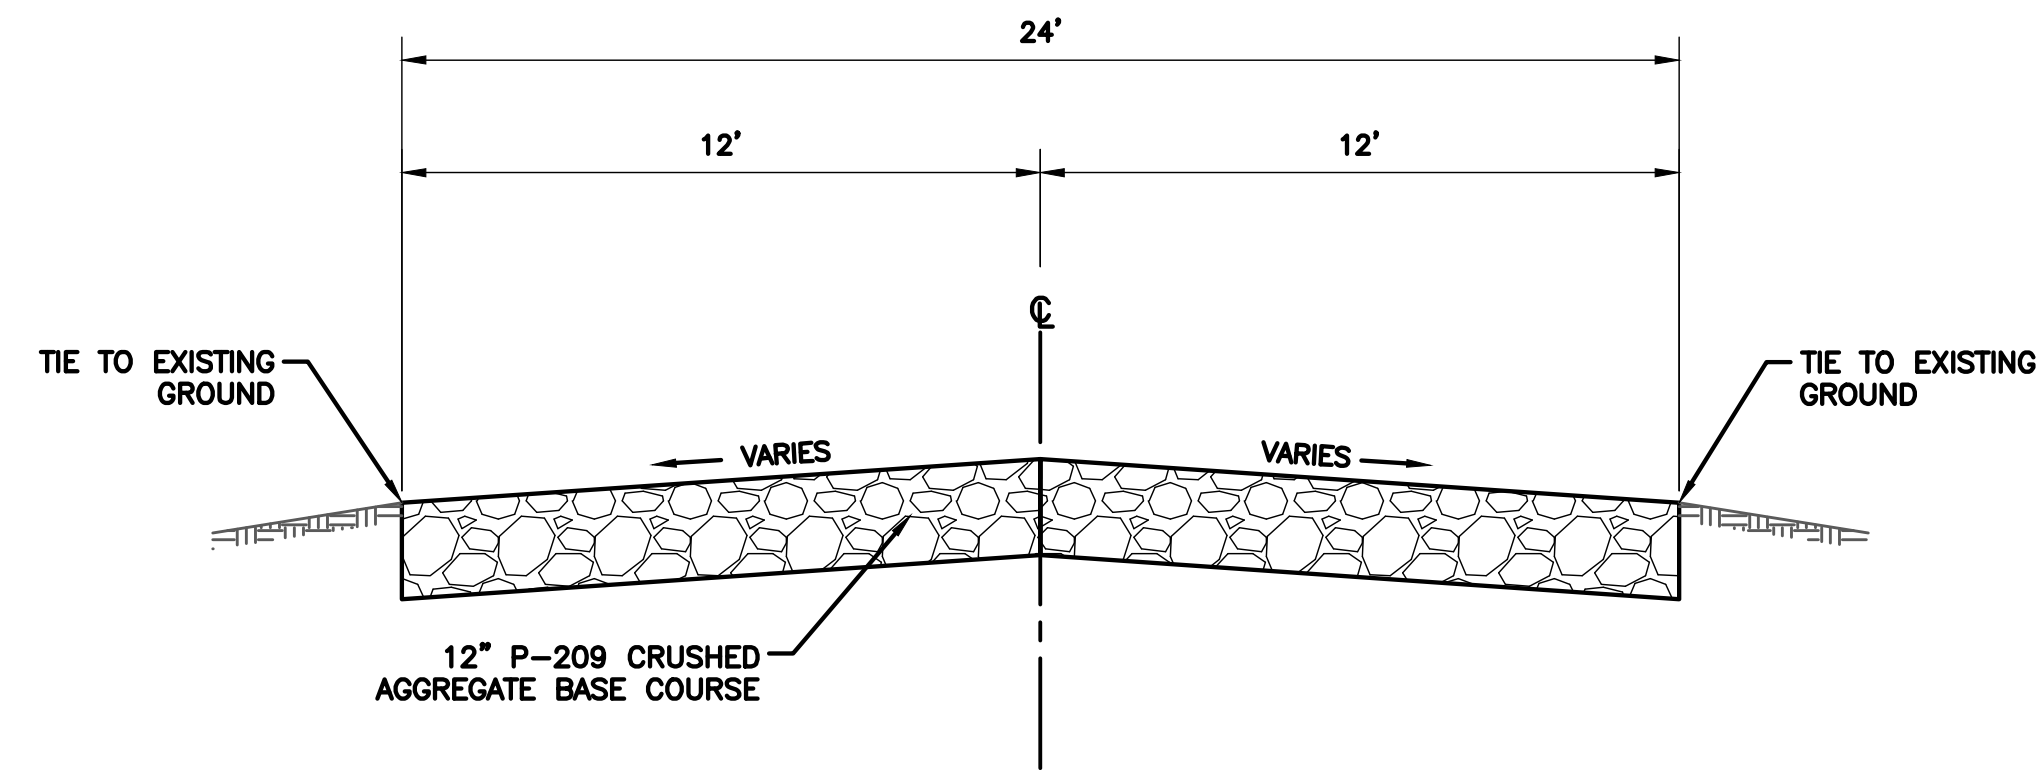 24'
12'
12'
℄
TIE TO EXISTING
GROUND
TIE TO EXISTING
GROUND
VARIES
VARIES
12" P-209 CRUSHED
AGGREGATE BASE COURSE